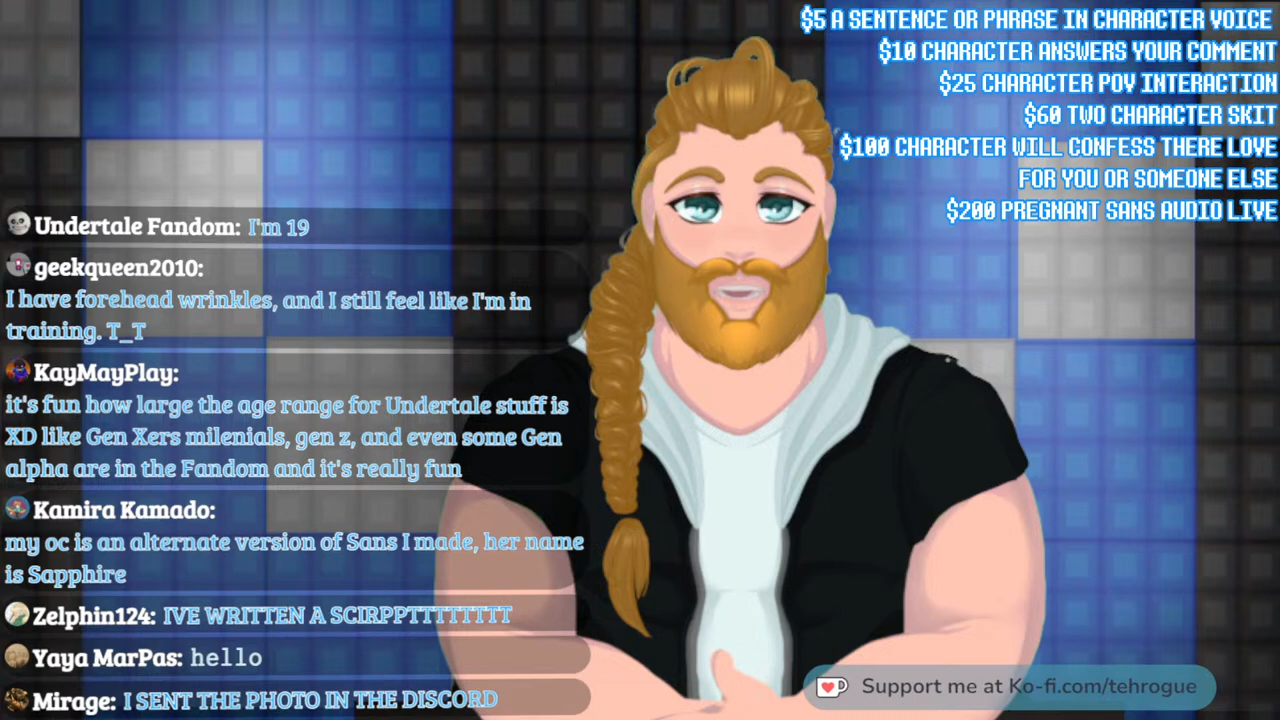 $5 A SENTENCE OR PHRASE IN CHARACTER VOICE
$10 CHARACTER ANSWERS YOUR COMMENT
$25 CHARACTER POV INTERACTION
$60 TWO CHARACTER SKIT
$100 CHARACTER WILL CONFESS THERE LOVE
FOR YOU OR SOMEONE ELSE
$200 PREGNANT SANS AUDIO LIVE
Undertale Fandom: I'm 19
geekqueen2010:
I have forehead wrinkles, and I still feel like I'm in
training. T_T
KayMayPlay:
it's fun how large the age range for Undertale stuff is
XD like Gen Xers milenials, gen z, and even some Gen
alpha are in the Fandom and it's really fun
Kamira Kamado:
my oc is an alternate version of Sans I made, her name
is Sapphire
Zelphin124: IVE WRITTEN A SCIRPPTTTTTTTT
Yaya MarPas: hello
Mirage: I SENT THE PHOTO IN THE DISCORD
Support me at Ko-fi.com/tehrogue